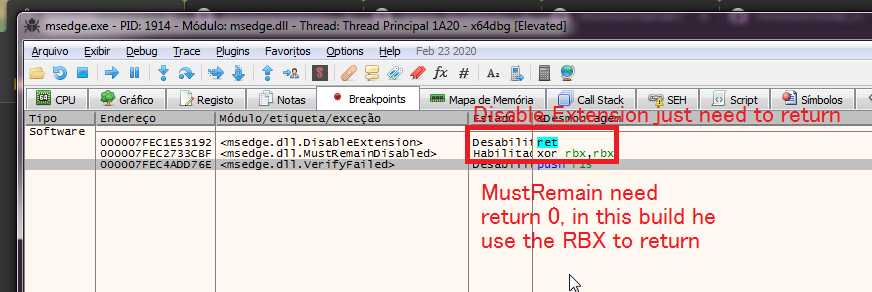 msedge.exe - PID: 1914 - Módulo: msedge.dll - Thread: Thread Principal 1A20 - x64dbg [Elevated]
Arquivo Exibir Debug Trace Plugins Favoritos Options Help Feb 23 2020
CPU Gráfico Registo Notas Breakpoints Mapa de Memória Call Stack SEH Script Símbolos
Disable Extension just need to return
Tipo Endereço Módulo/etiqueta/exceção Estado Desmontagem
Software
000007FEC1E53192 <msedge.dll.DisableExtension> Desabilit ret
000007FEC2733CBF <msedge.dll.MustRemainDisabled> Habilitad xor rbx,rbx
000007FEC4ADD76E <msedge.dll.VerifyFailed> Desabilit push r15
MustRemain need
return 0, in this build he
use the RBX to return